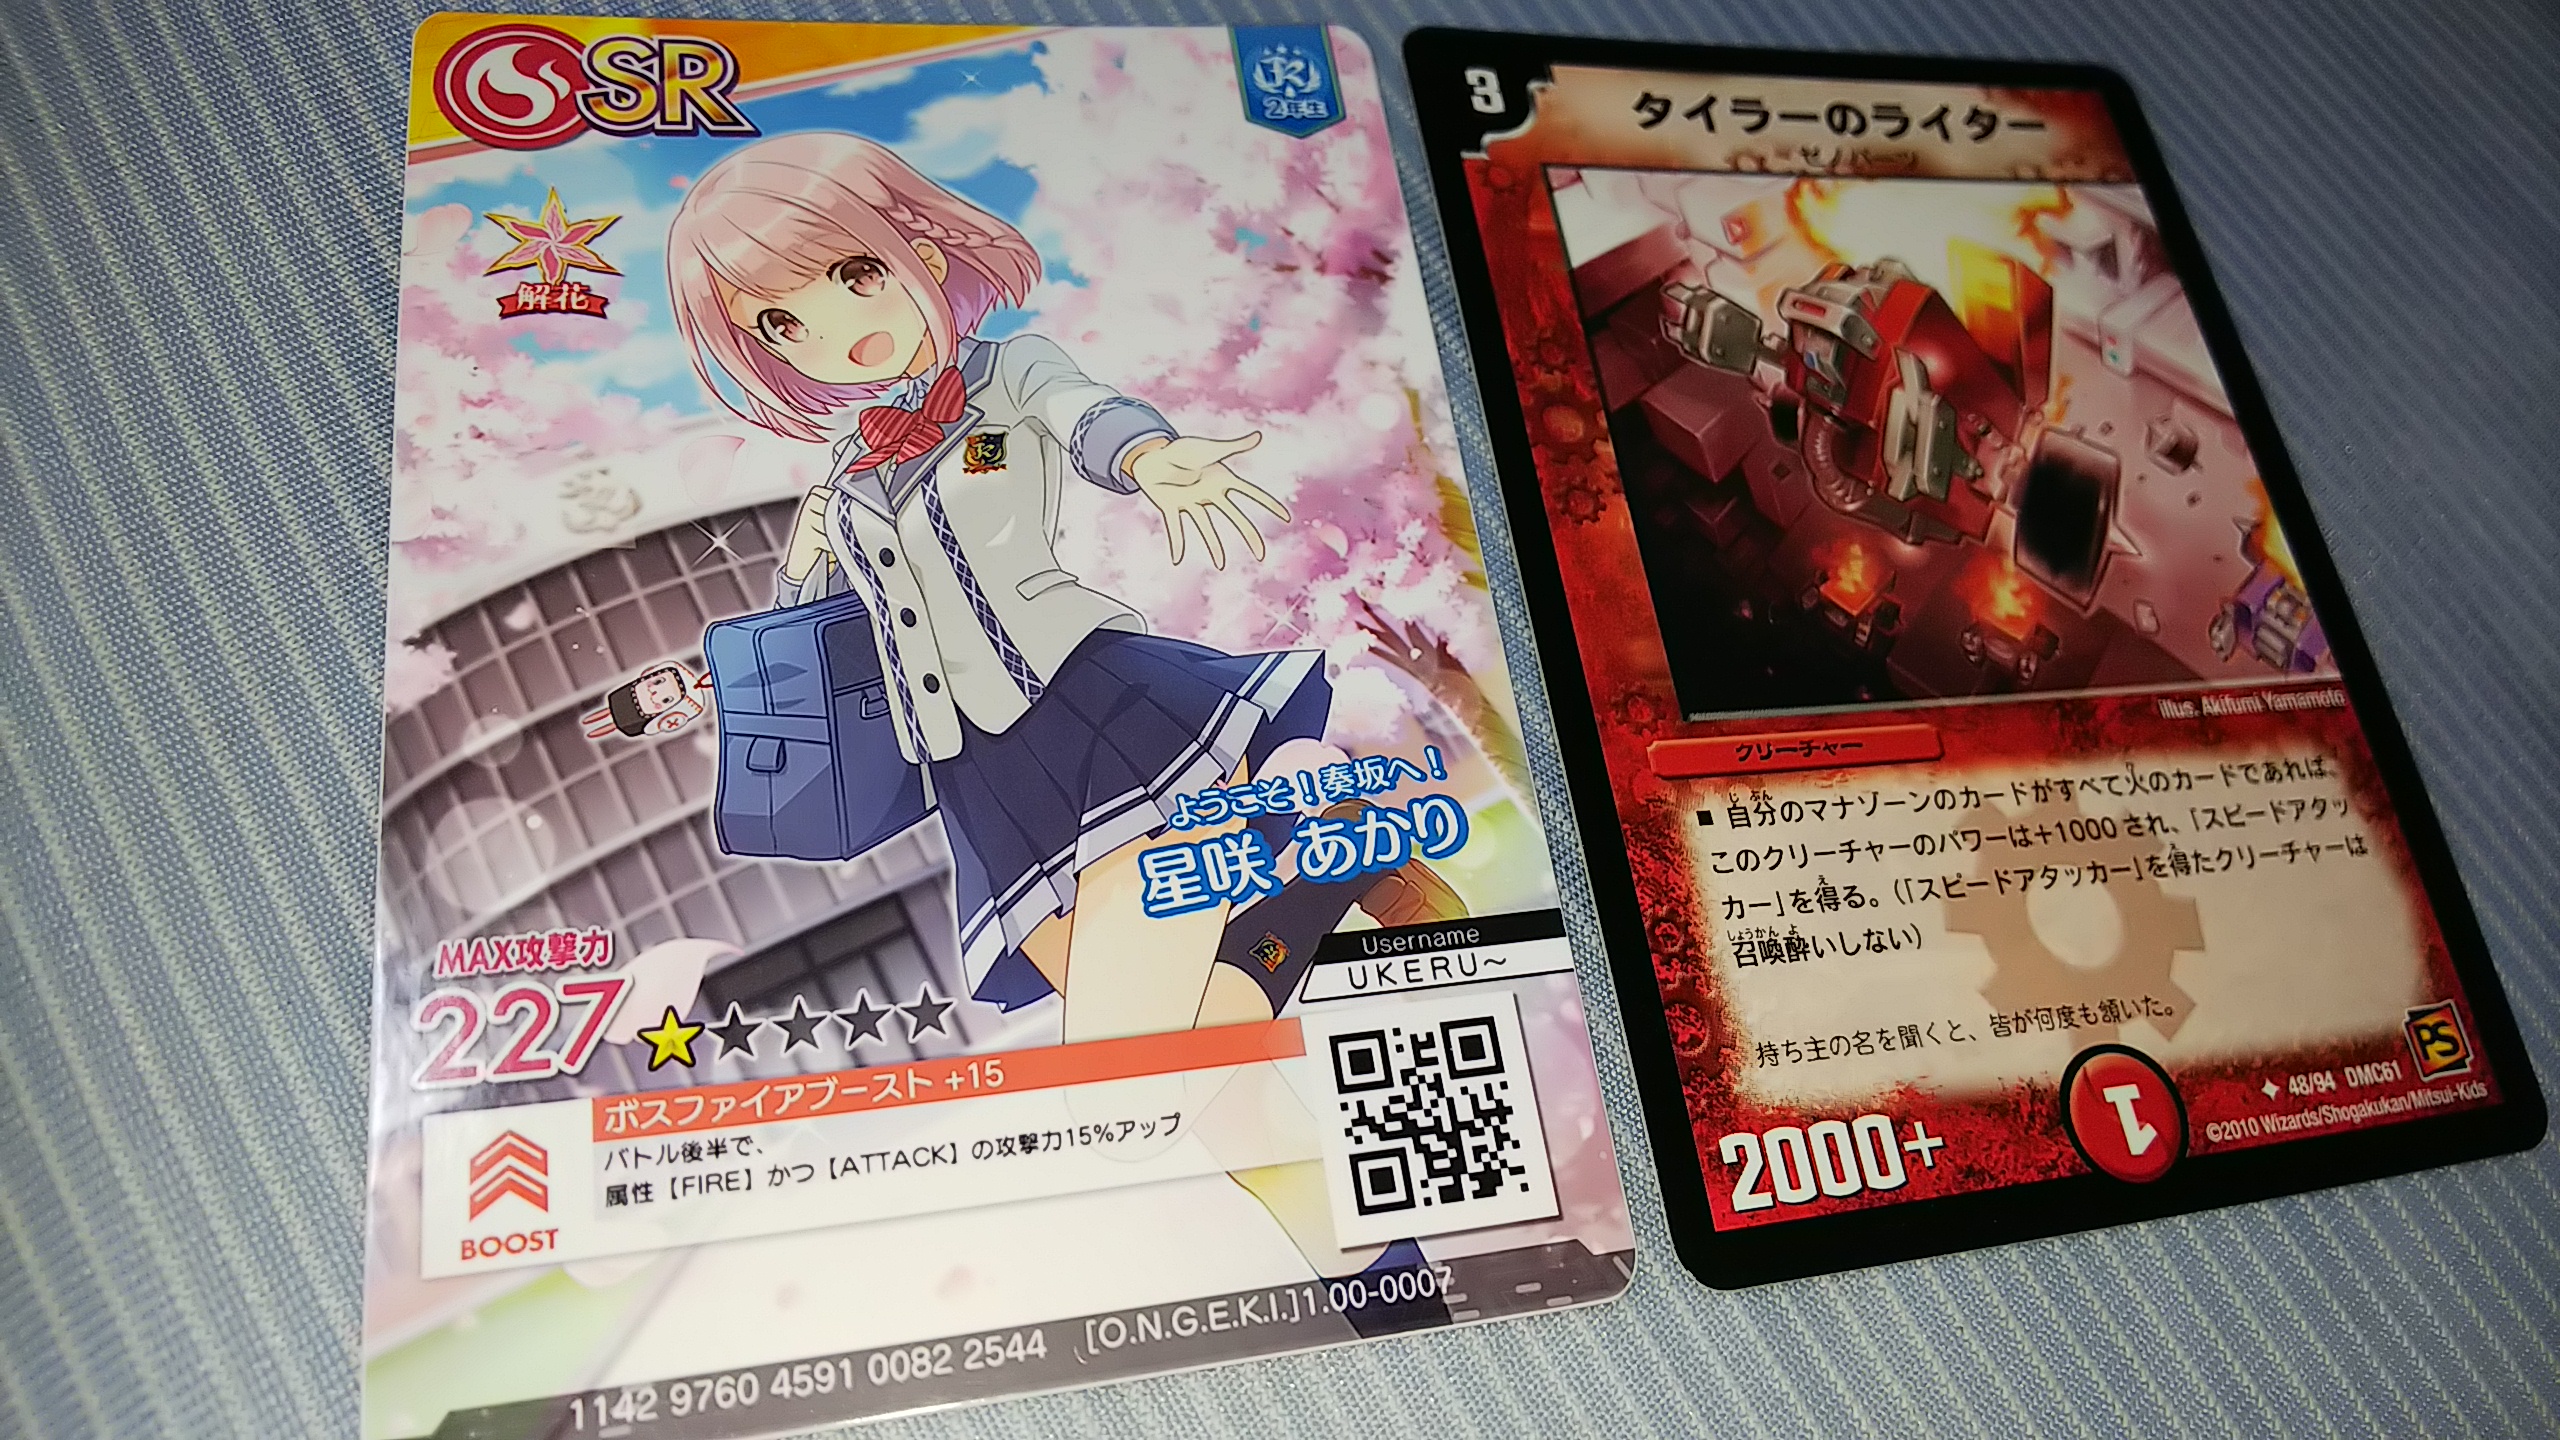 SR
2年生
解花
ようこそ！奏坂へ！
星咲 あかり
MAX攻撃力
227
Username
UKERU～
ボスファイアブースト +15
バトル後半で、
属性【FIRE】かつ【ATTACK】の攻撃力15%アップ
BOOST
[O.N.G.E.K.I.]1.00-0007
1142 9760 4591 0082 2544
3
タイラーのライター
ゼノパーツ
illus. Akifumi Yamamoto
クリーチャー
■ 自分のマナゾーンのカードがすべて火のカードであれば、
このクリーチャーのパワーは+1000され、「スピードアタッ
カー」を得る。（「スピードアタッカー」を得たクリーチャーは
召喚酔いしない）
持ち主の名を聞くと、皆が何度も頷いた。
PS
48/94 DMC61
©2010 Wizards/Shogakukan/Mitsui-Kids
1
2000+